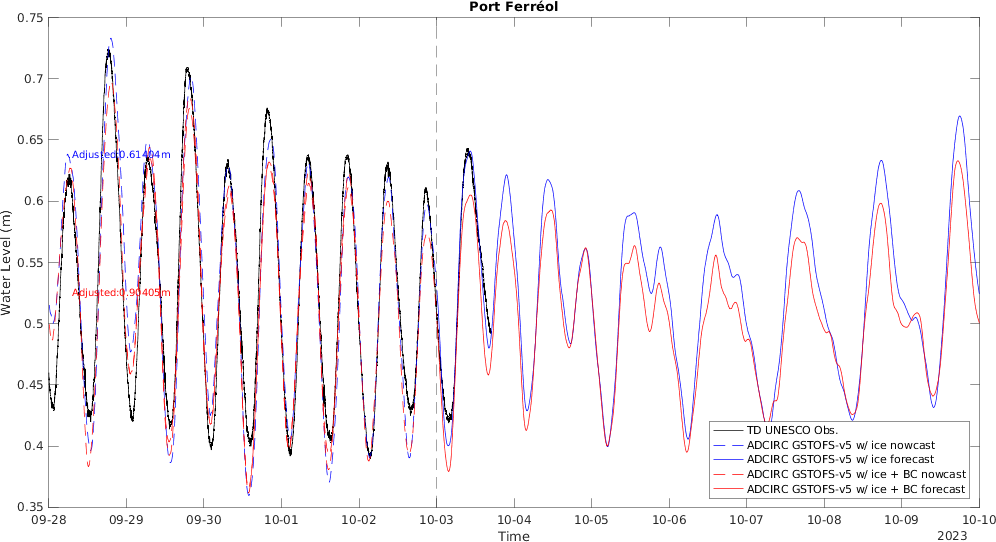 Port Ferréol
0.75
0.7
0.65
0.6
0.55
0.5
0.45
0.4
0.35
Water Level (m)
Adjusted:0.61404m
Adjusted:0.90405m
TD UNESCO Obs.
ADCIRC GSTOFS-v5 w/ ice nowcast
ADCIRC GSTOFS-v5 w/ ice forecast
ADCIRC GSTOFS-v5 w/ ice + BC nowcast
ADCIRC GSTOFS-v5 w/ ice + BC forecast
09-28 09-29 09-30 10-01 10-02 10-03 10-04 10-05 10-06 10-07 10-08 10-09 10-10
Time
2023